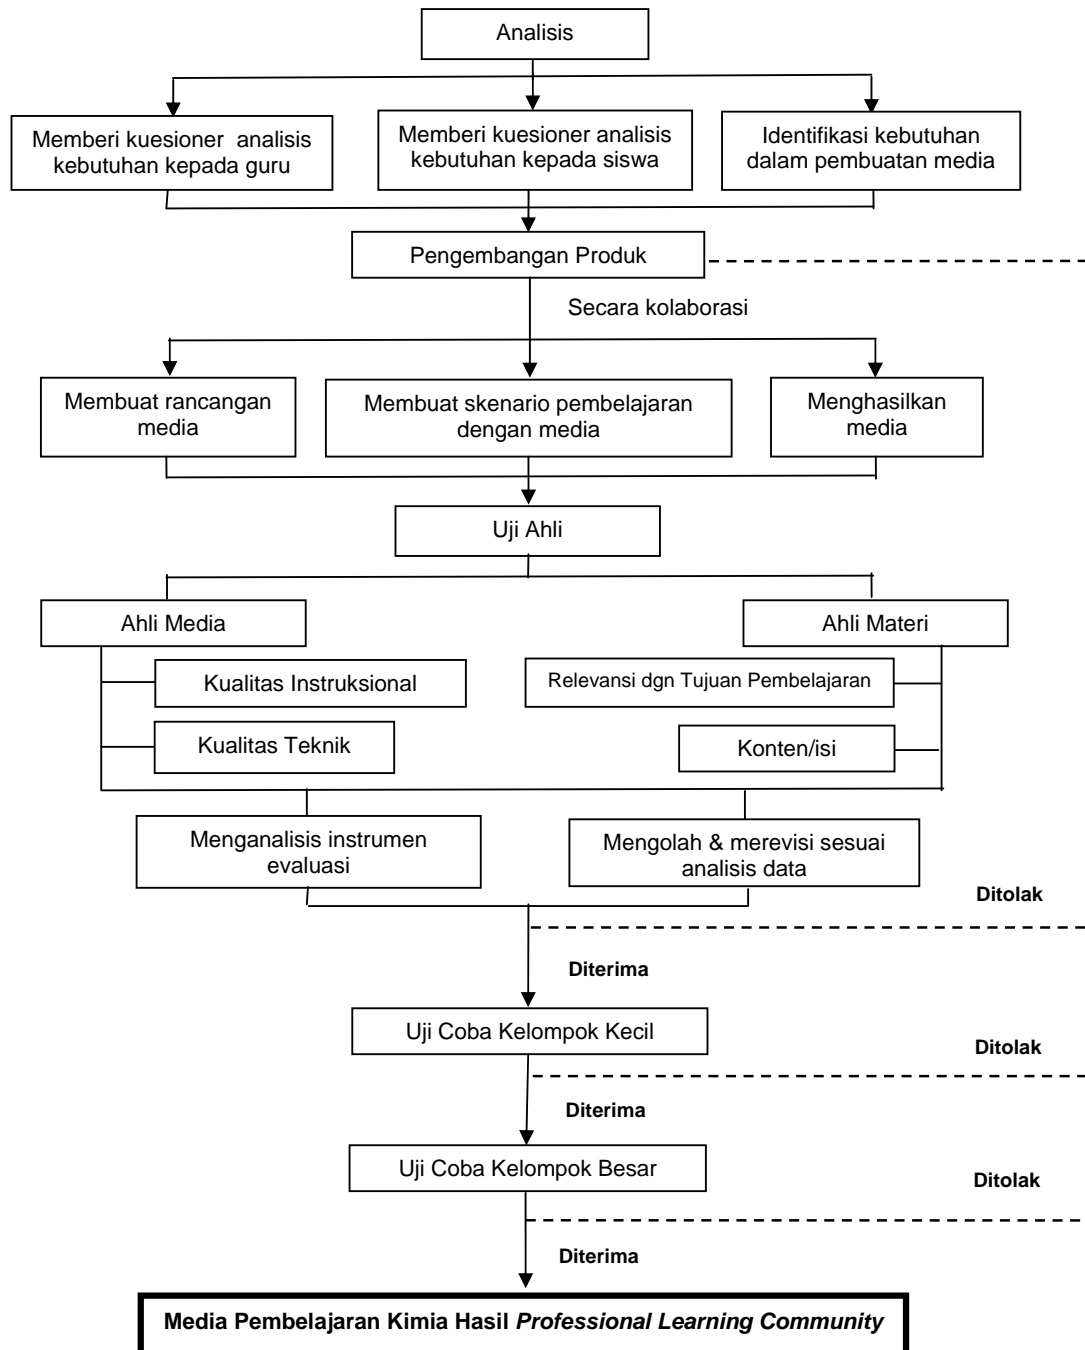 Analisis
Memberi kuesioner analisis
kebutuhan kepada guru
Memberi kuesioner analisis
kebutuhan kepada siswa
Identifikasi kebutuhan
dalam pembuatan media
Pengembangan Produk
Secara kolaborasi
Membuat rancangan
media
Membuat skenario pembelajaran
dengan media
Menghasilkan
media
Uji Ahli
Ahli Media
Ahli Materi
Kualitas Instruksional
Relevansi dgn Tujuan Pembelajaran
Kualitas Teknik
Konten/isi
Menganalisis instrumen
evaluasi
Mengolah & merevisi sesuai
analisis data
Ditolak
Diterima
Uji Coba Kelompok Kecil
Ditolak
Diterima
Uji Coba Kelompok Besar
Ditolak
Diterima
Media Pembelajaran Kimia Hasil Professional Learning Community